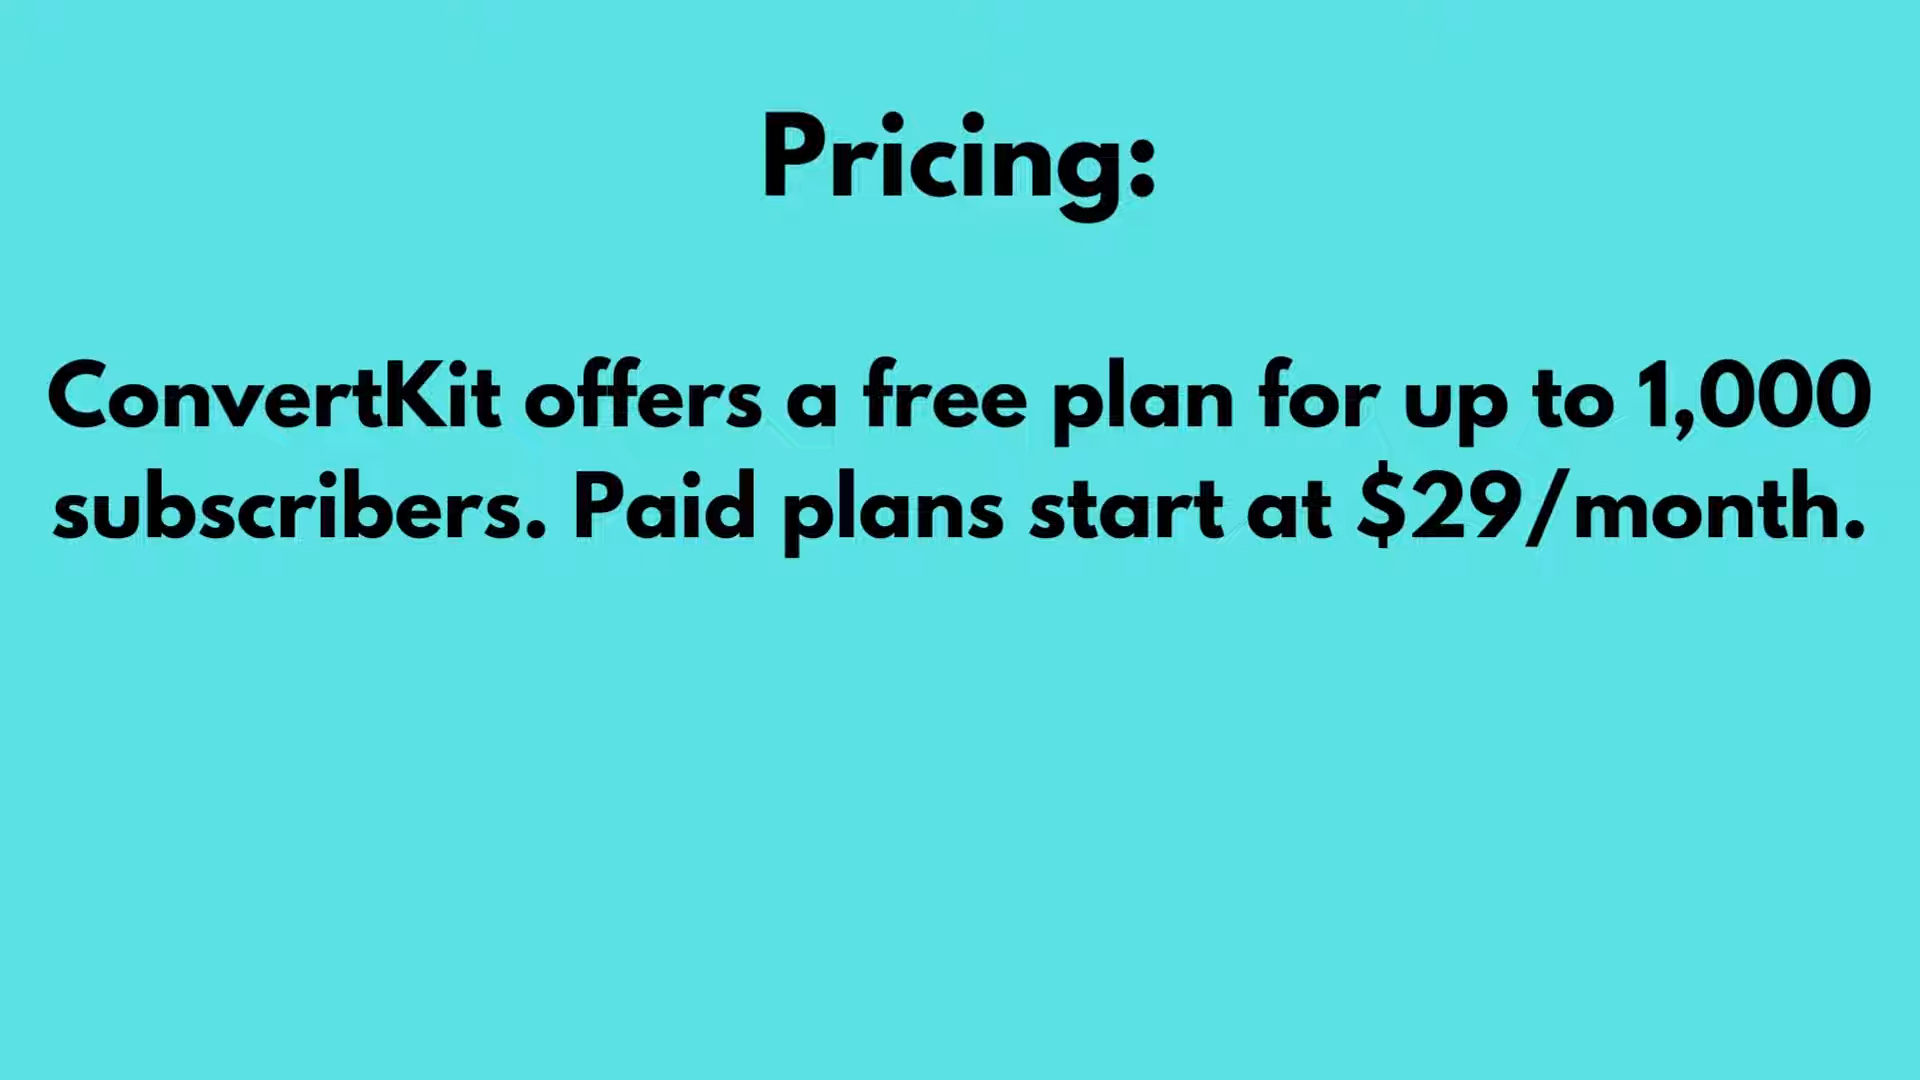 Pricing:
ConvertKit offers a free plan for up to 1,000
subscribers. Paid plans start at $29/month.